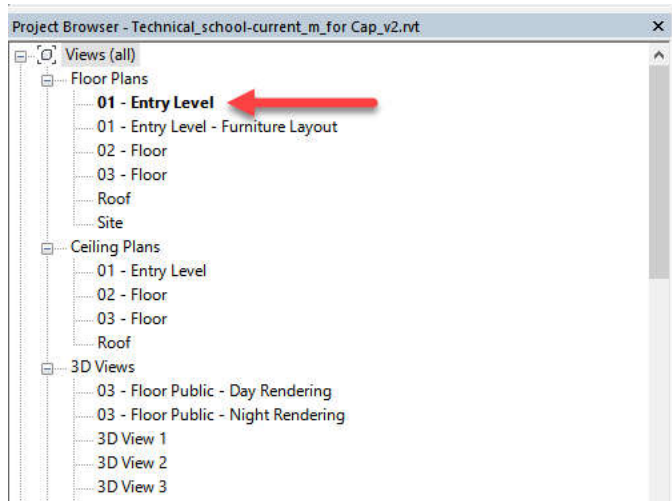 Project Browser - Technical_school-current_m_for Cap_v2.rvt
Views (all)
Floor Plans
01 - Entry Level
01 - Entry Level - Furniture Layout
02 - Floor
03 - Floor
Roof
Site
Ceiling Plans
01 - Entry Level
02 - Floor
03 - Floor
Roof
3D Views
03 - Floor Public - Day Rendering
03 - Floor Public - Night Rendering
3D View 1
3D View 2
3D View 3